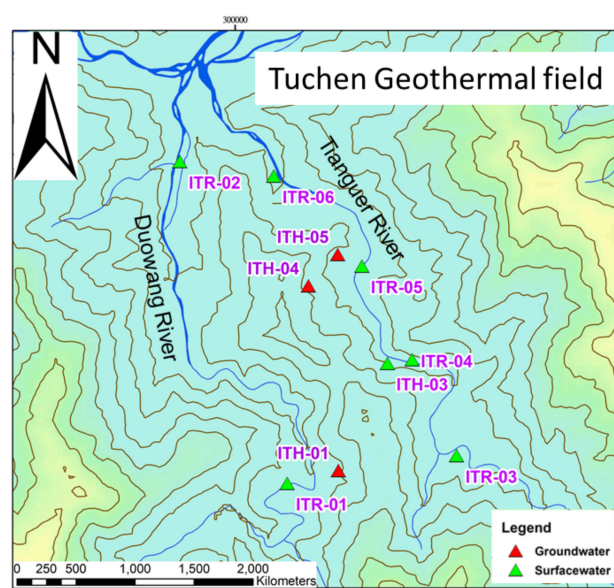 300000
N
Tuchen Geothermal field
ITR-02
ITR-06
Tianguer River
ITH-05
ITH-04
ITR-05
Duowang River
ITR-04
ITH-03
ITH-01
ITR-03
ITR-01
Legend
Groundwater
Surfacewater
0 250 500 1,000 1,500 2,000
Kilometers